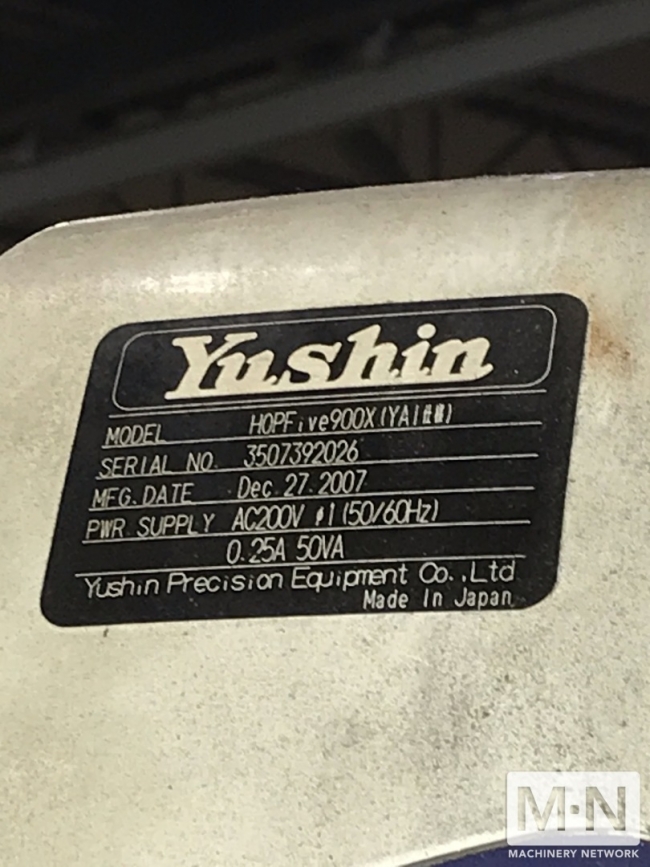 Yushin
MODEL HOPFive900X(YAI
SERIAL NO. 3507392026
MFG. DATE Dec. 27. 2007
PWR. SUPPLY AC200V φ1(50/60Hz)
0.25A 50VA
Yushin Precision Equipment Co.,Ltd
Made In Japan
M·N
MACHINERY NETWORK